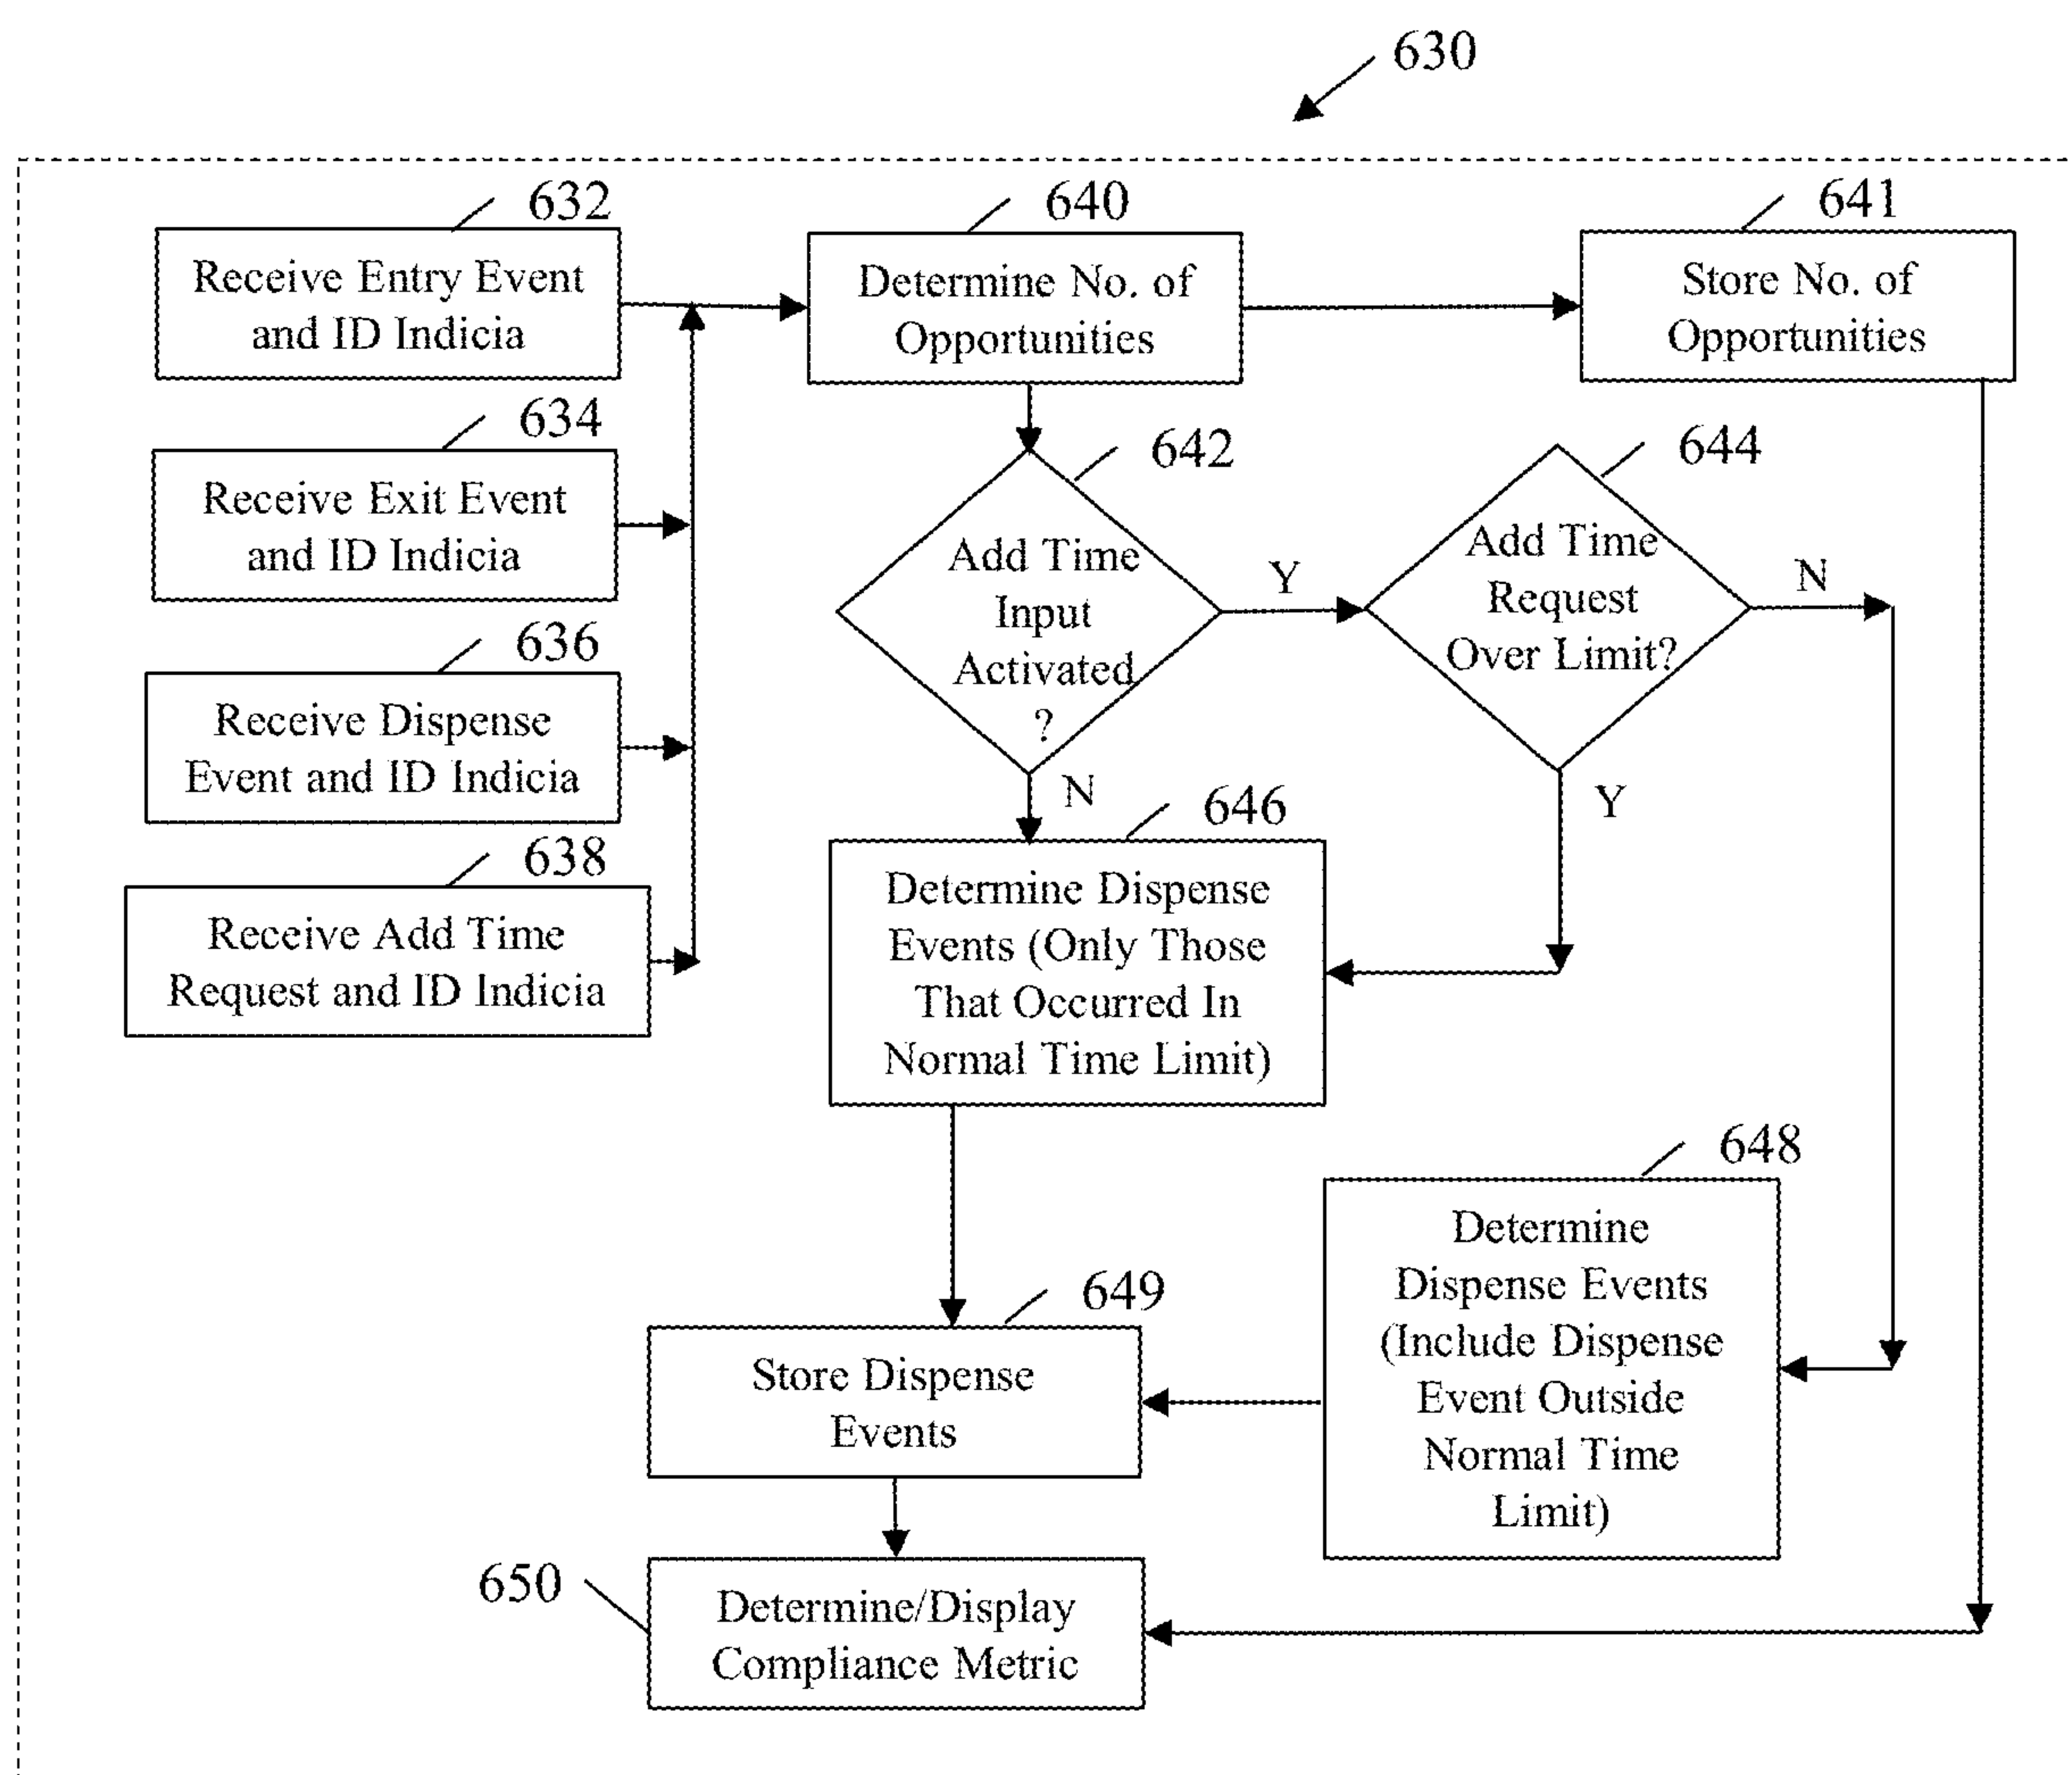 630
632
Receive Entry Event
and ID Indicia
640
Determine No. of
Opportunities
641
Store No. of
Opportunities
634
Receive Exit Event
and ID Indicia
642
Add Time
Input
Activated
?
Y
644
Add Time
Request
Over Limit?
N
636
Receive Dispense
Event and ID Indicia
N
Y
638
Receive Add Time
Request and ID Indicia
646
Determine Dispense
Events (Only Those
That Occurred In
Normal Time Limit)
648
Determine
Dispense Events
(Include Dispense
Event Outside
Normal Time
Limit)
649
Store Dispense
Events
650
Determine/Display
Compliance Metric